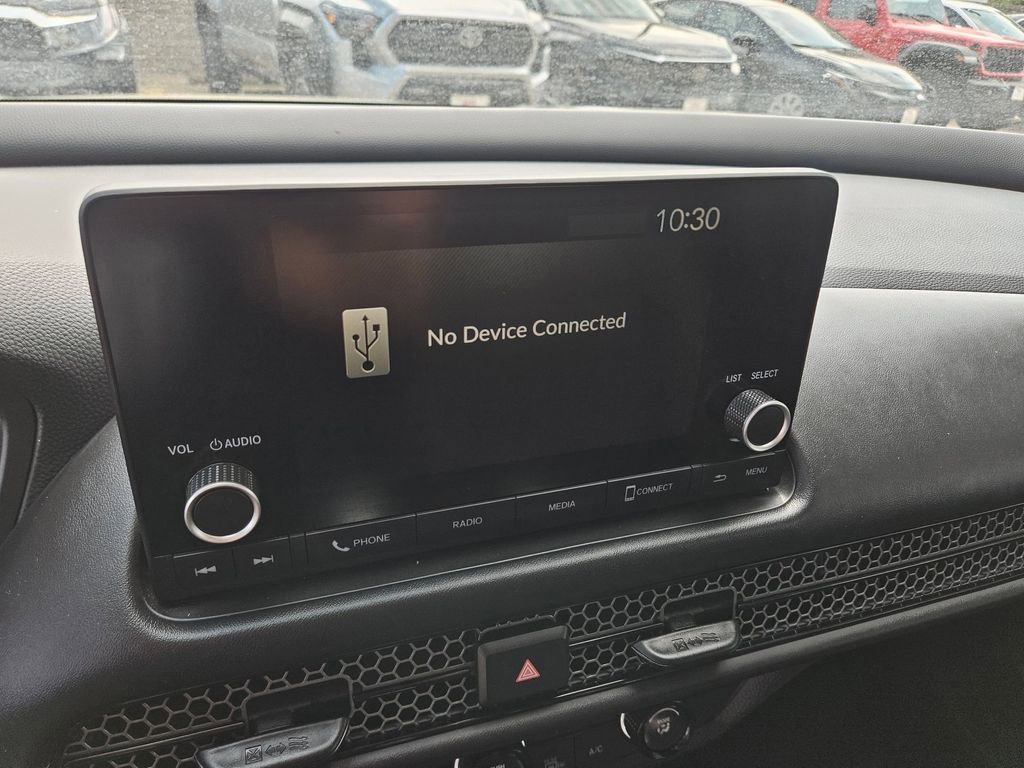 10:30
No Device Connected
LIST SELECT
VOL AUDIO
PHONE
RADIO
MEDIA
CONNECT
MENU
A/C